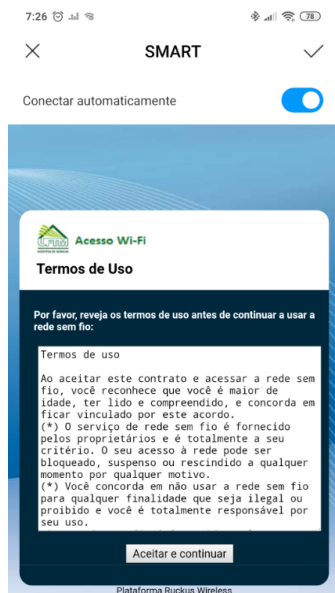 7:26
78
SMART
Conectar automaticamente
Acesso Wi-Fi
Termos de Uso
Por favor, reveja os termos de uso antes de continuar a usar a
rede sem fio:
Termos de uso
Ao aceitar este contrato e acessar a rede sem
fio, você reconhece que você é maior de
idade, ter lido e compreendido, e concorda em
ficar vinculado por este acordo.
(*) O serviço de rede sem fio é fornecido
pelos proprietários e é totalmente a seu
critério. O seu acesso à rede pode ser
bloqueado, suspenso ou rescindido a qualquer
momento por qualquer motivo.
(*) Você concorda em não usar a rede sem fio
para qualquer finalidade que seja ilegal ou
proibido e você é totalmente responsável por
seu uso.
Aceitar e continuar
Plataforma Ruckus Wireless